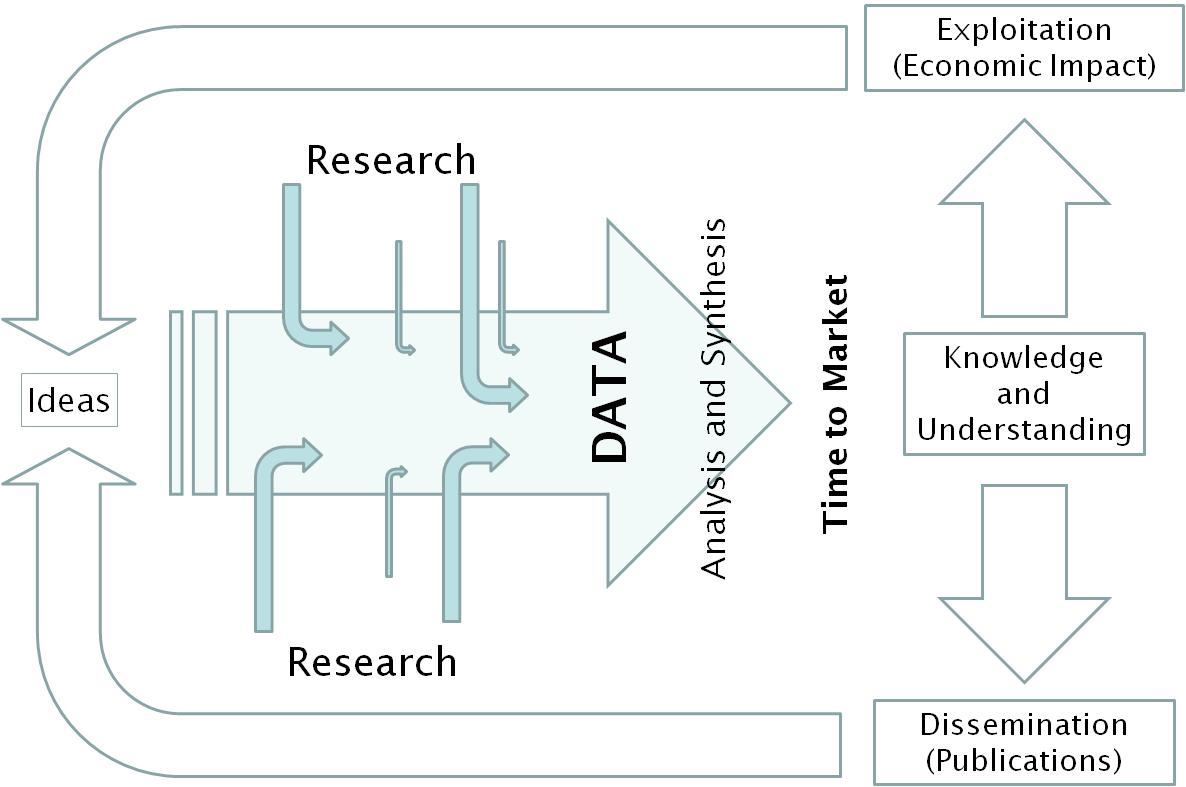 Exploitation
(Economic Impact)
Research
Ideas
DATA
Analysis and Synthesis
Time to Market
Knowledge
and
Understanding
Research
Dissemination
(Publications)